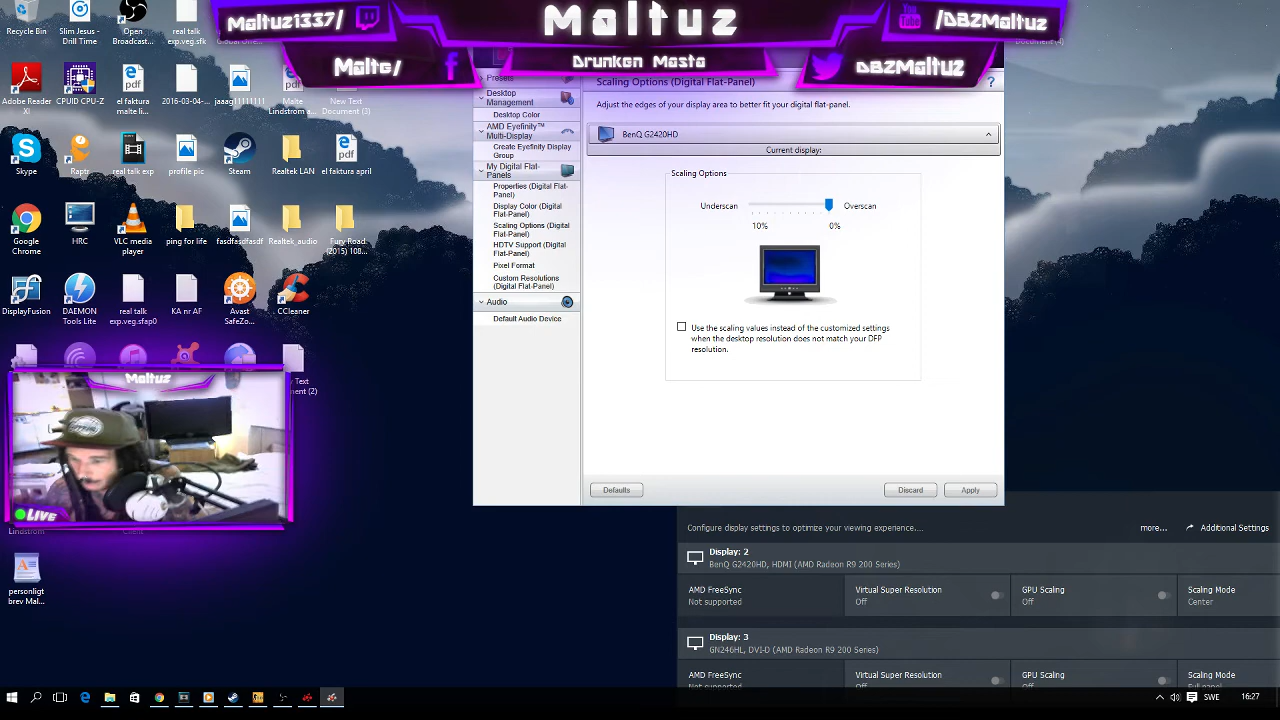 Maltuz1337/
Maltuz
/DBZMaltuz
Malte/
Drunken Masta
DBZMaltuz
Recycle Bin
Slim Jesus -
Drill Time
Open
Broadcast...
real talk
exp.veg.sfk
Document (4)
Adobe Reader
XI
CPUID CPU-Z
el faktura
malte li...
2016-03-04-...
jaaag11111111
Malte
Lindstrom a...
New Text
Document (3)
Skype
Raptr
real talk exp
profile pic
Steam
Realtek LAN
el faktura april
Google
Chrome
HRC
VLC media
player
ping for life
fasdfasdfasdf
Realtek_audio
Fury Road
(2015) 108...
DisplayFusion
DAEMON
Tools Lite
real talk
exp.veg.sfap0
KA nr AF
Avast
SafeZo...
CCleaner
Text
ment (2)
Maltuz
LIVE
Lindstrom
Client
personligt
brev Mal...
Presets
Desktop
Management
Desktop Color
AMD Eyefinity™
Multi-Display
Create Eyefinity Display
Group
My Digital Flat-
Panels
Properties (Digital Flat-
Panel)
Display Color (Digital
Flat-Panel)
Scaling Options (Digital
Flat-Panel)
HDTV Support (Digital
Flat-Panel)
Pixel Format
Custom Resolutions
(Digital Flat-Panel)
Audio
Default Audio Device
Scaling Options (Digital Flat-Panel)
?
Adjust the edges of your display area to better fit your digital flat-panel.
BenQ G2420HD
Current display:
Scaling Options
Underscan
Overscan
10%
0%
Use the scaling values instead of the customized settings
when the desktop resolution does not match your DFP
resolution.
Defaults
Discard
Apply
Configure display settings to optimize your viewing experience....
more...
Additional Settings
Display: 2
BenQ G2420HD, HDMI (AMD Radeon R9 200 Series)
AMD FreeSync
Not supported
Virtual Super Resolution
Off
GPU Scaling
Off
Scaling Mode
Center
Display: 3
GN246HL, DVI-D (AMD Radeon R9 200 Series)
AMD FreeSync
Not supported
Virtual Super Resolution
Off
GPU Scaling
Off
Scaling Mode
SWE
16:27